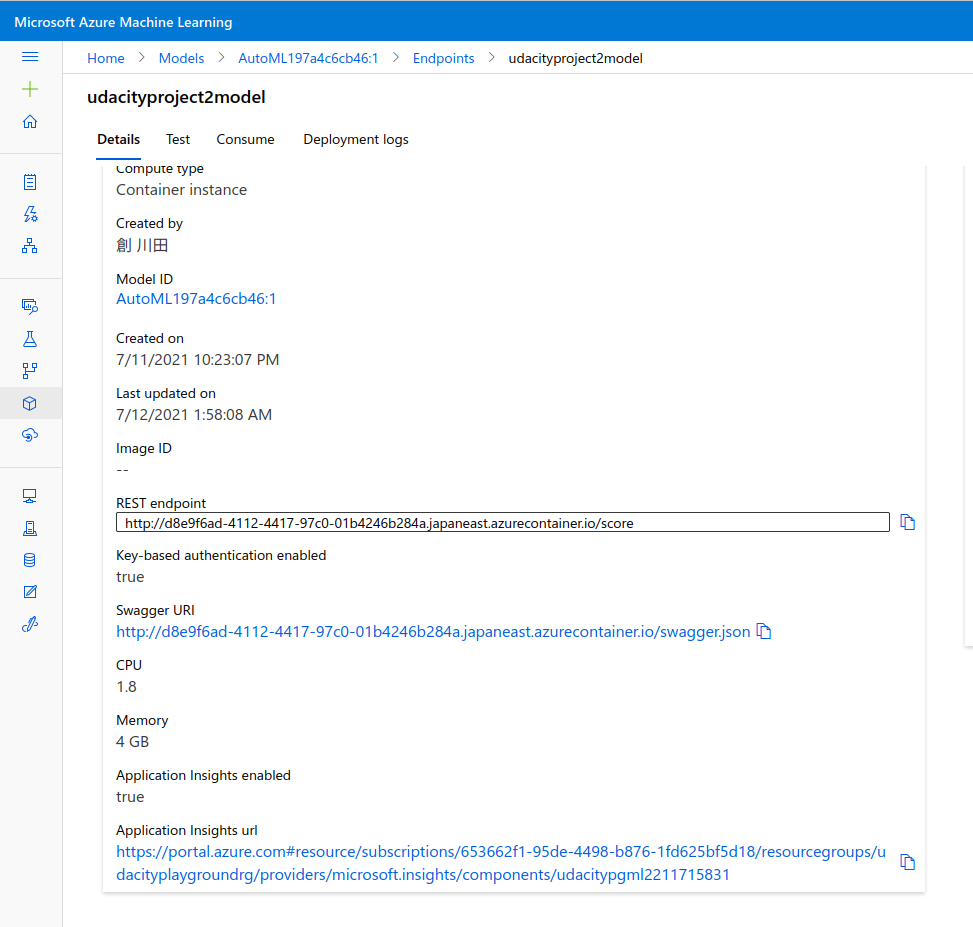 Microsoft Azure Machine Learning
Home > Models > AutoML197a4c6cb46:1 > Endpoints > udacityproject2model
udacityproject2model
Details Test Consume Deployment logs
Compute type
Container instance
Created by
創 川田
Model ID
AutoML197a4c6cb46:1
Created on
7/11/2021 10:23:07 PM
Last updated on
7/12/2021 1:58:08 AM
Image ID
--
REST endpoint
http://d8e9f6ad-4112-4417-97c0-01b4246b284a.japaneast.azurecontainer.io/score
Key-based authentication enabled
true
Swagger URI
http://d8e9f6ad-4112-4417-97c0-01b4246b284a.japaneast.azurecontainer.io/swagger.json
CPU
1.8
Memory
4 GB
Application Insights enabled
true
Application Insights url
https://portal.azure.com#resource/subscriptions/653662f1-95de-4498-b876-1fd625bf5d18/resourcegroups/u
dacityplaygroundrg/providers/microsoft.insights/components/udacitypgml2211715831